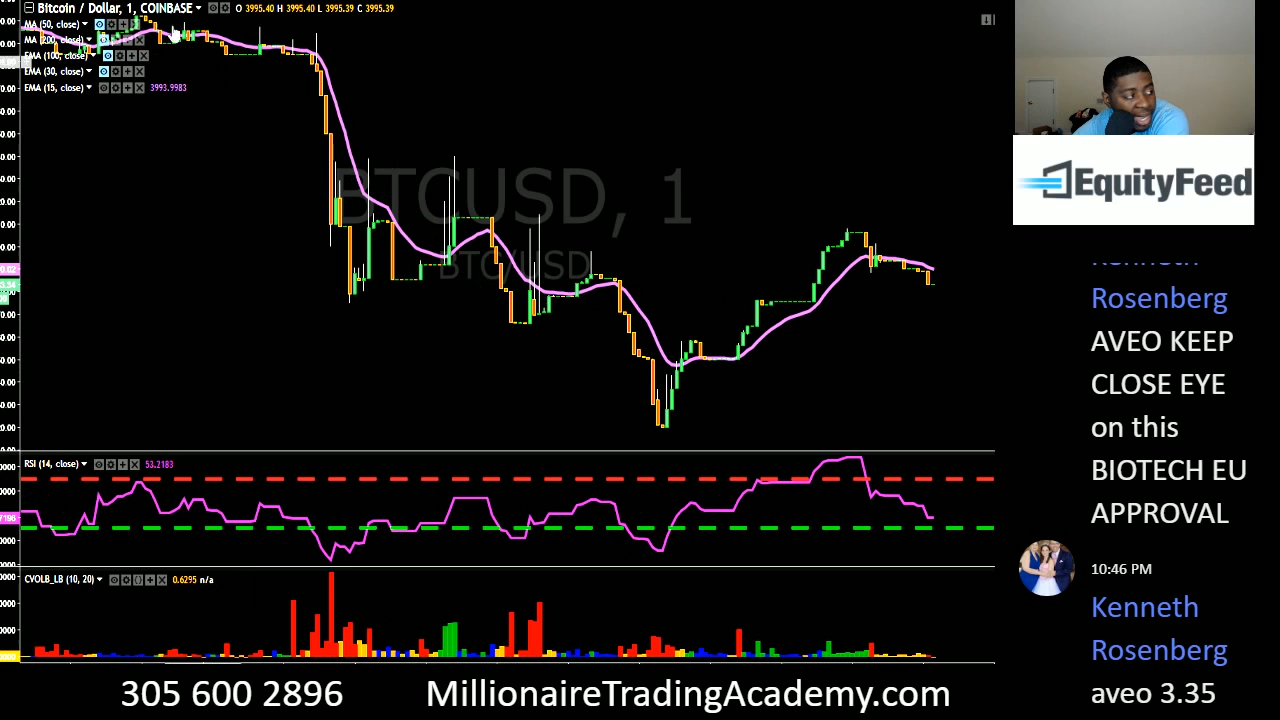 Bitcoin / Dollar, 1, COINBASE O 3995.40 H 3995.40 L 3995.39 C 3995.39
MA (50, close)
MA (200, close)
EMA (100, close)
EMA (30, close)
EMA (15, close) 3993.9983
BTCUSD, 1
BTC/USD
RSI (14, close) 53.2183
CVOLB_LB (10, 20) 0.6295 n/a
EquityFeed
Kenneth
Rosenberg
AVEO KEEP
CLOSE EYE
on this
BIOTECH EU
APPROVAL
10:46 PM
Kenneth
Rosenberg
aveo 3.35
305 600 2896 MillionaireTradingAcademy.com